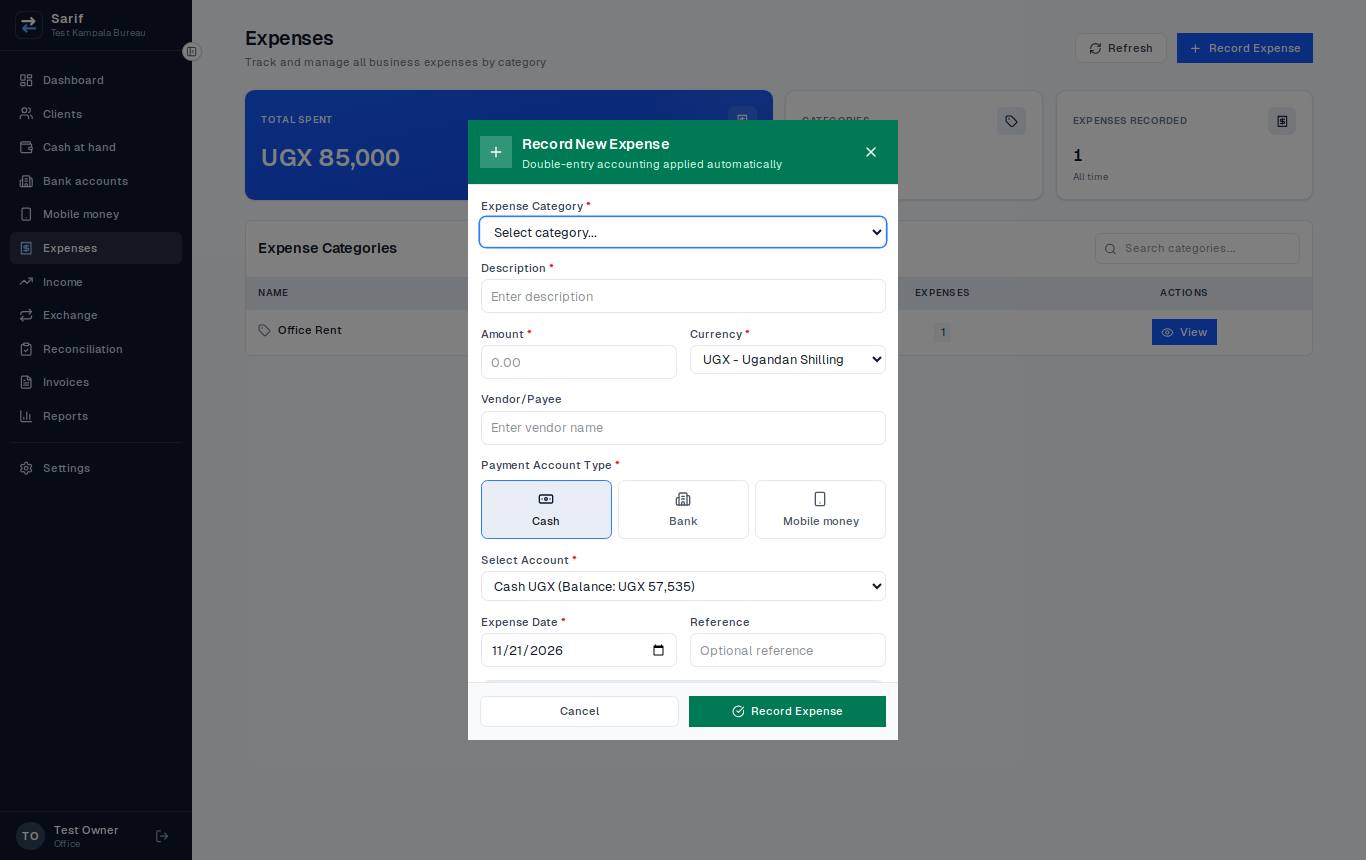 Sarif
Test Kampala Bureau
Dashboard
Clients
Cash at hand
Bank accounts
Mobile money
Expenses
Income
Exchange
Reconciliation
Invoices
Reports
Settings
TO
Test Owner
Office
Expenses
Track and manage all business expenses by category
Refresh
Record Expense
TOTAL SPENT
UGX 85,000
CATEGORIES
EXPENSES RECORDED
1
All time
Expense Categories
Search categories...
NAME
EXPENSES
ACTIONS
Office Rent
1
View
Record New Expense
Double-entry accounting applied automatically
Expense Category *
Select category...
Description *
Enter description
Amount *
Currency *
0.00
UGX - Ugandan Shilling
Vendor/Payee
Enter vendor name
Payment Account Type *
Cash
Bank
Mobile money
Select Account *
Cash UGX (Balance: UGX 57,535)
Expense Date *
Reference
11/21/2026
Optional reference
Cancel
Record Expense